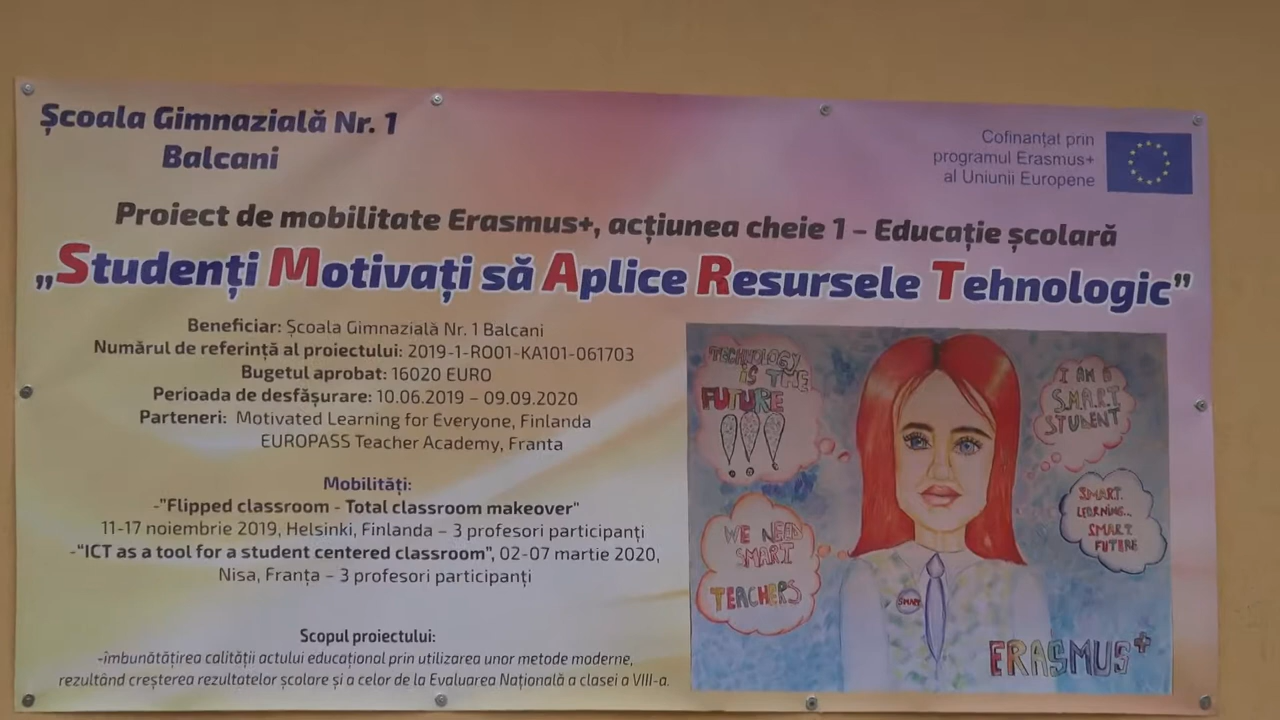 Școala Gimnazială Nr. 1
Balcani
Cofinanțat prin
programul Erasmus+
al Uniunii Europene
Proiect de mobilitate Erasmus+, acțiunea cheie 1 – Educație școlară
„Studenți Motivați să Aplice Resursele Tehnologic”
Beneficiar: Școala Gimnazială Nr. 1 Balcani
Numărul de referință al proiectului: 2019-1-RO01-KA101-061703
Bugetul aprobat: 16020 EURO
Perioada de desfășurare: 10.06.2019 – 09.09.2020
Parteneri: Motivated Learning for Everyone, Finlanda
EUROPASS Teacher Academy, Franta
Mobilități:
-"Flipped classroom - Total classroom makeover"
11-17 noiembrie 2019, Helsinki, Finlanda – 3 profesori participanți
-“ICT as a tool for a student centered classroom”, 02-07 martie 2020,
Nisa, Franța – 3 profesori participanți
Scopul proiectului:
-îmbunătățirea calității actului educațional prin utilizarea unor metode moderne,
rezultând creșterea rezultatelor școlare și a celor de la Evaluarea Națională a clasei a VIII-a.
TECHNOLOGY
IS THE
FUTURE
!!!
I AM A
S.M.A.R.T
STUDENT
WE NEED
SMART
TEACHERS
SMART
LERNING...
SMART
FUTURE
SMART
ERASMUS+